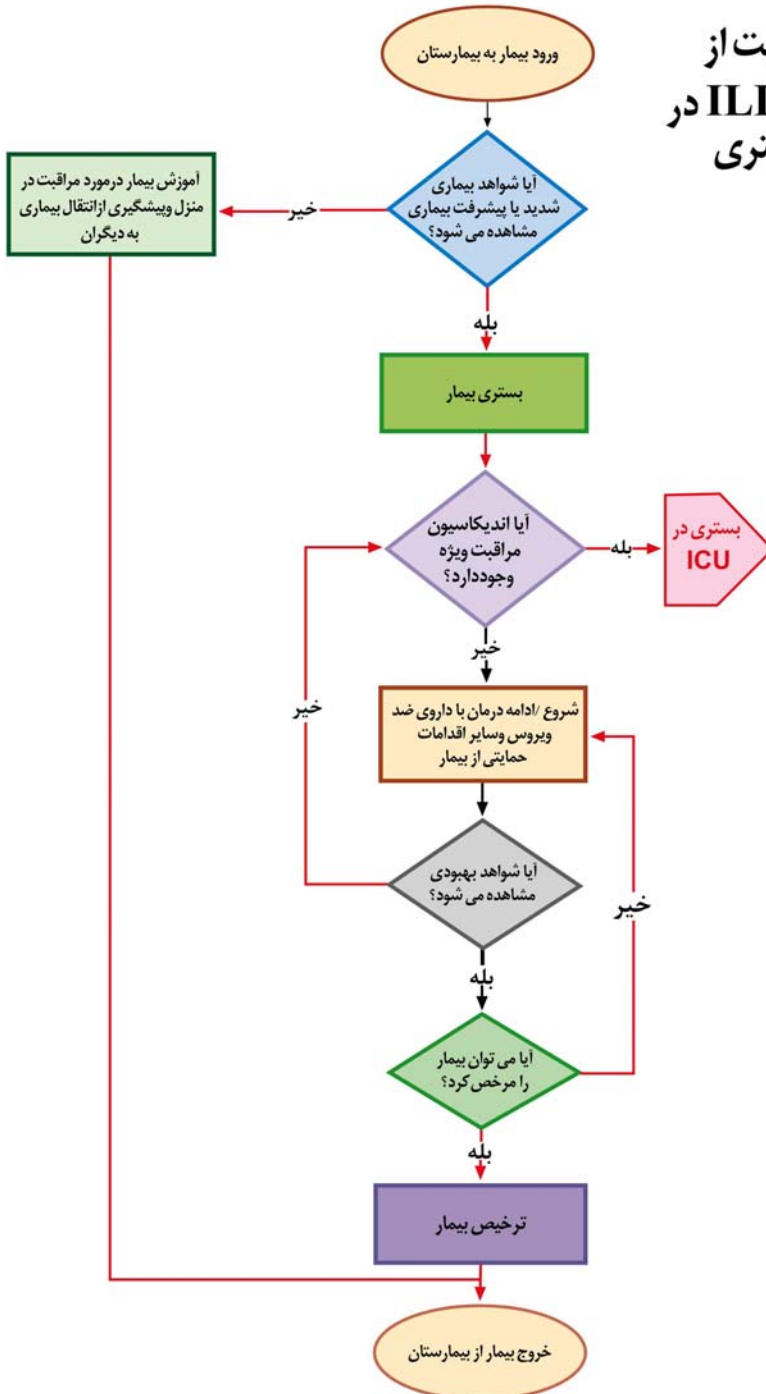 ورود بیمار به بیمارستان
ILI در
آیا شواهد بیماری
شدید یا پیشرفت بیماری
مشاهده می شود؟
خیر
آموزش بیمار درمورد مراقبت در
منزل وپیشگیری ازانتقال بیماری
به دیگران
بله
بستری بیمار
آیا اندیکاسیون
مراقبت ویژه
وجوددارد؟
بله
بستری در
ICU
خیر
شروع /ادامه درمان با داروی ضد
ویروس وسایر اقدامات
حمایتی از بیمار
خیر
آیا شواهد بهبودی
مشاهده می شود؟
خیر
بله
آیا می توان بیمار
را مرخص کرد؟
بله
ترخیص بیمار
خروج بیمار از بیمارستان